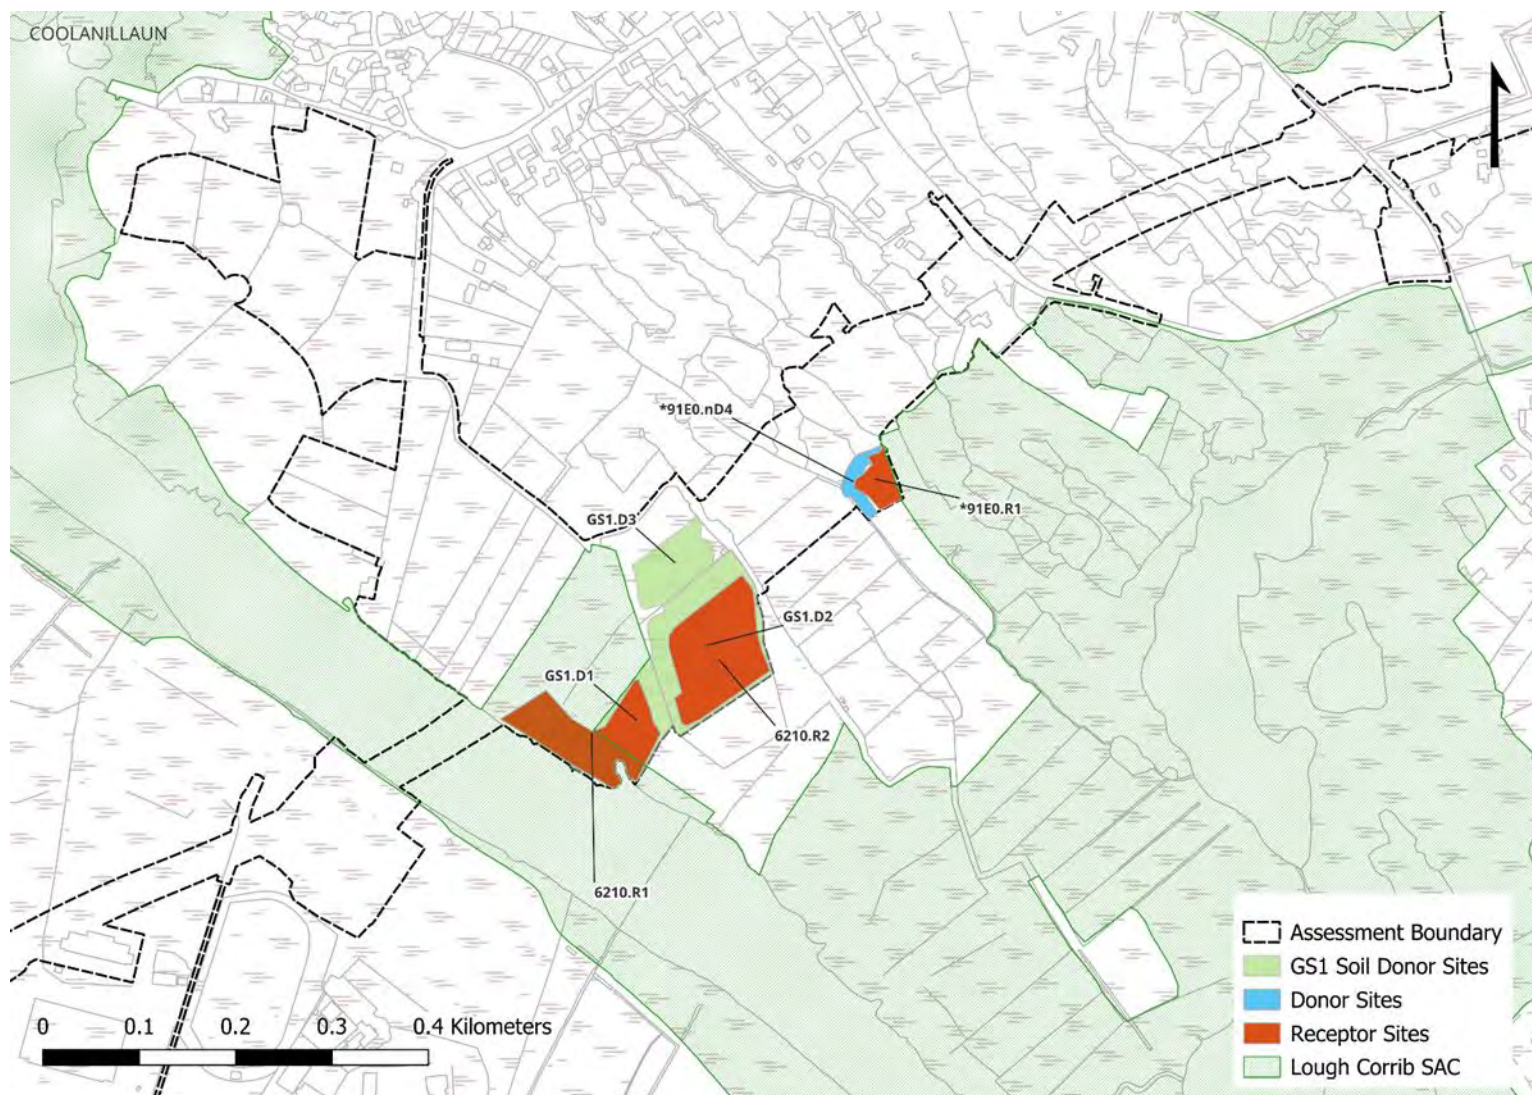 COOLANILLAUN
*91E0.nD4
*91E0.R1
GS1.D3
GS1.D2
GS1.D1
6210.R2
6210.R1
Assessment Boundary
GS1 Soil Donor Sites
Donor Sites
Receptor Sites
Lough Corrib SAC
0 0.1 0.2 0.3 0.4 Kilometers